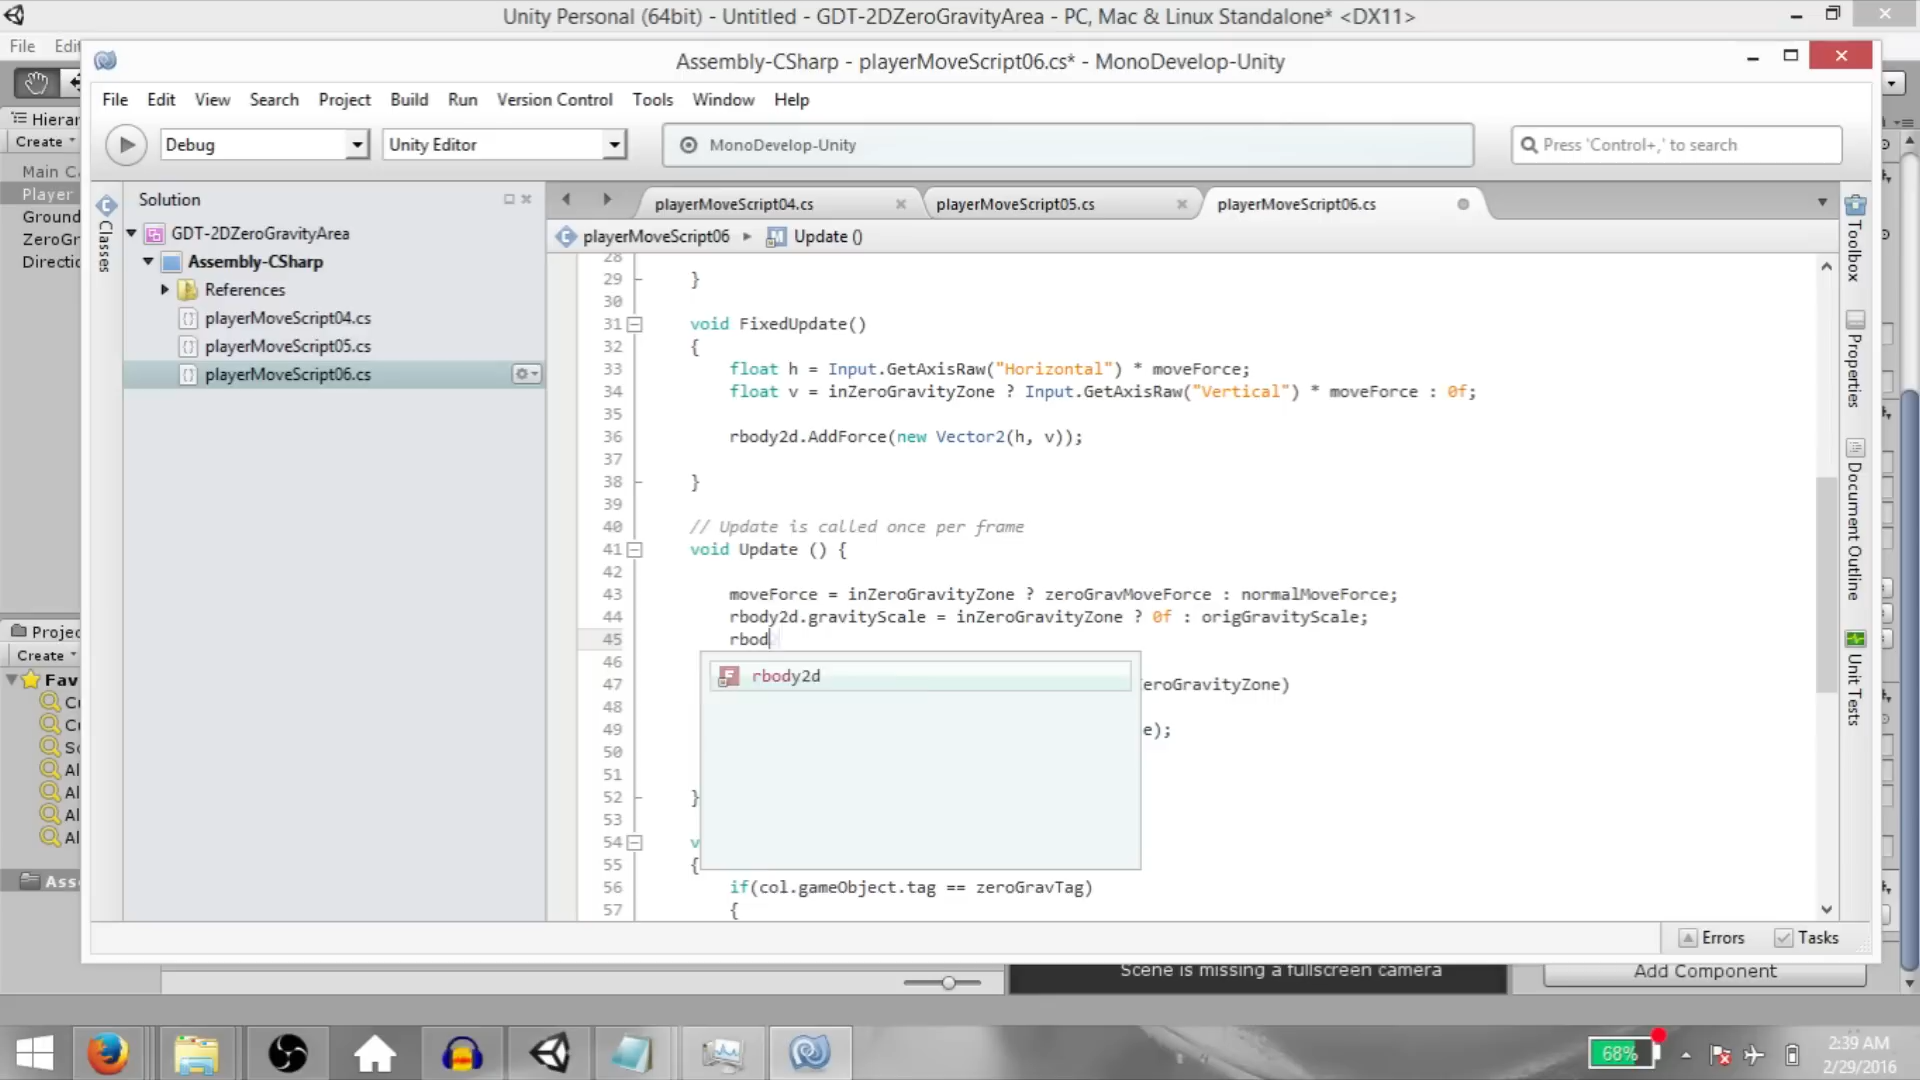 Unity Personal (64bit) - Untitled - GDT-2DZeroGravityArea - PC, Mac & Linux Standalone* <DX11>
File Edi
Assembly-CSharp - playerMoveScript06.cs* - MonoDevelop-Unity
File Edit View Search Project Build Run Version Control Tools Window Help
Debug Unity Editor MonoDevelop-Unity Press 'Control+,' to search
Hierar
Create
Main C
Player
Ground
ZeroGr
Directio
Projec
Create
Fav
Al
Al
Al
Al
Ass
Classes
Solution
GDT-2DZeroGravityArea
Assembly-CSharp
References
playerMoveScript04.cs
playerMoveScript05.cs
playerMoveScript06.cs
playerMoveScript04.cs playerMoveScript05.cs playerMoveScript06.cs
playerMoveScript06 Update ()
28
29 }
30
31 void FixedUpdate()
32 {
33 float h = Input.GetAxisRaw("Horizontal") * moveForce;
34 float v = inZeroGravityZone ? Input.GetAxisRaw("Vertical") * moveForce : 0f;
35
36 rbody2d.AddForce(new Vector2(h, v));
37
38 }
39
40 // Update is called once per frame
41 void Update () {
42
43 moveForce = inZeroGravityZone ? zeroGravMoveForce : normalMoveForce;
44 rbody2d.gravityScale = inZeroGravityZone ? 0f : origGravityScale;
45 rbod
46
rbody2d
47 eroGravityZone)
48
49 e);
50
51
52 }
53
54 v
55 {
56 if(col.gameObject.tag == zeroGravTag)
57 {
Toolbox
Properties
Document Outline
Unit Tests
Errors Tasks
Scene is missing a fullscreen camera
Add Component
68%
2:39 AM
2/29/2016